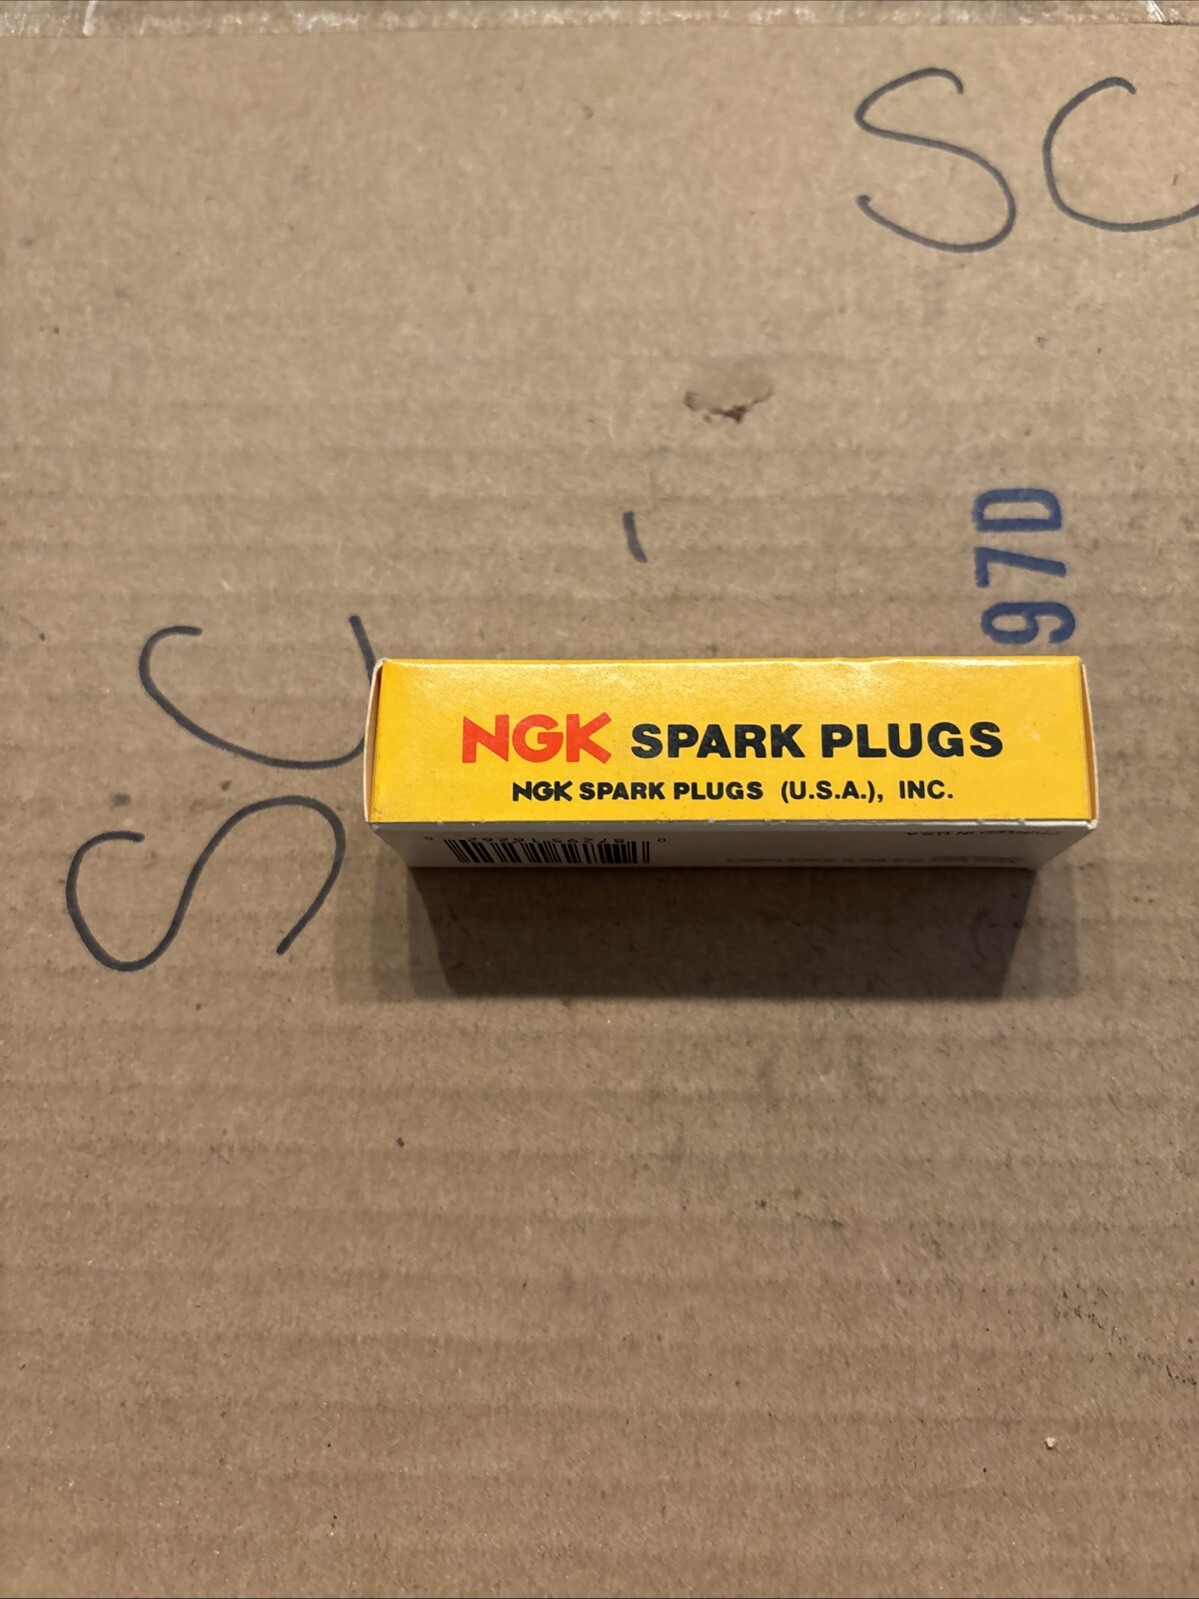 SC
97D
SC
NGK SPARK PLUGS
NGK SPARK PLUGS (U.S.A.), INC.